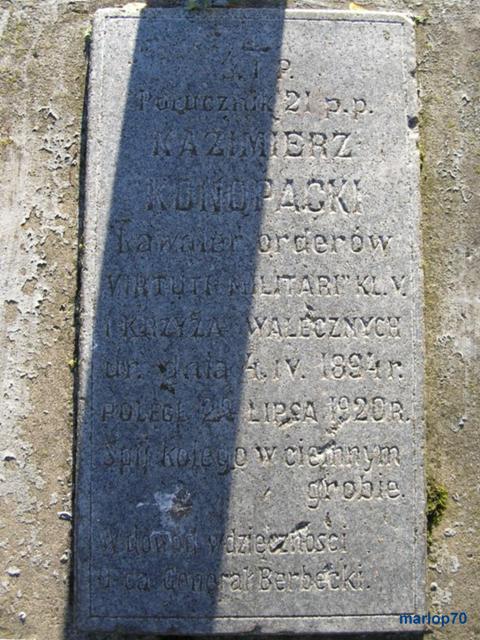 Ś. † P.
Porucznik 21 p.p.
KAZIMIERZ
KONOPACKI
Kawaler orderów
VIRTUTI MILITARI" KL. V.
I KRZYŻA WALECZNYCH
ur. dnia 4. IV. 1894 r.
POLEGŁ LIPCA 1920 R.
Śpij kolego w ciemnym
grobie.
W dowód wdzięczności
d-ca Generał Berbecki.
marlop70